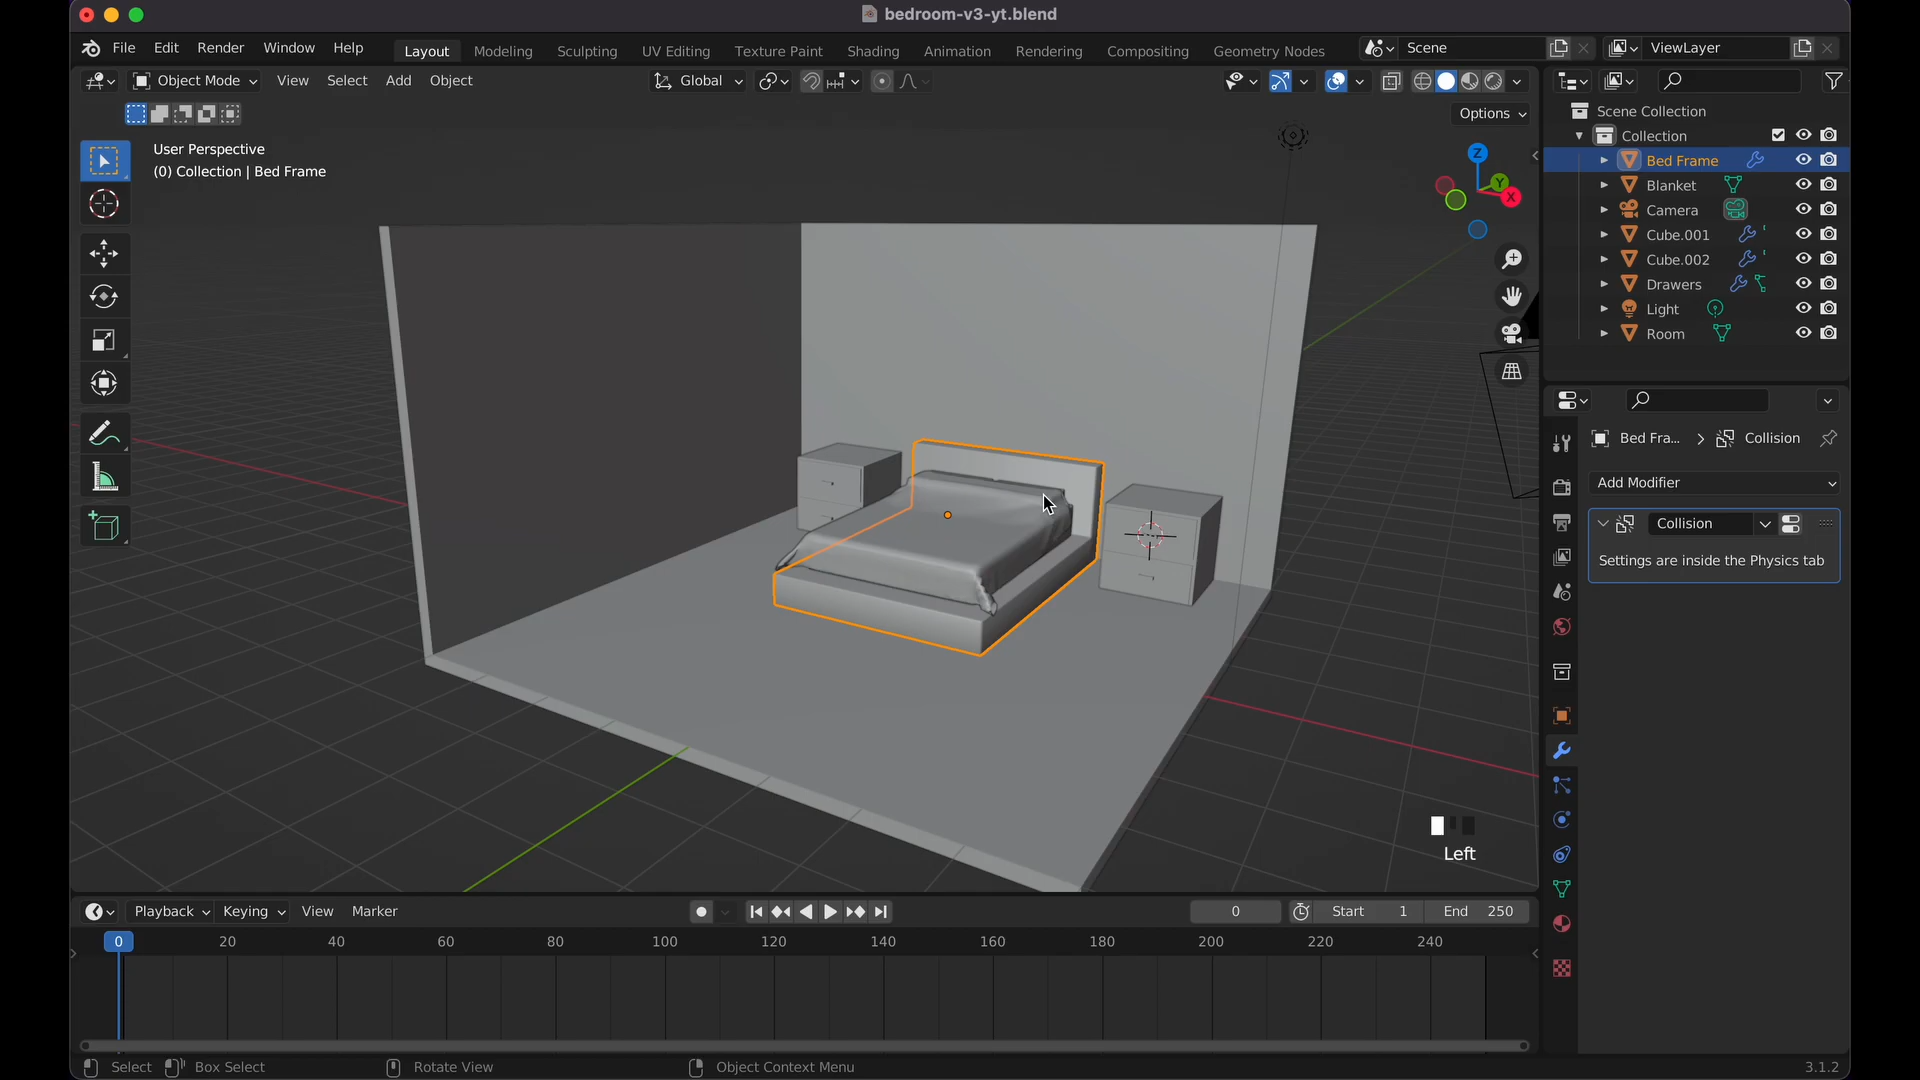 bedroom-v3-yt.blend
File Edit Render Window Help Layout Modeling Sculpting UV Editing Texture Paint Shading Animation Rendering Compositing Geometry Nodes Scene ViewLayer
Object Mode View Select Add Object Global
Options
User Perspective
(0) Collection | Bed Frame
Z
Y
X
Scene Collection
Collection
Bed Frame
Blanket
Camera
Cube.001
Cube.002
Drawers
Light
Room
Bed Fra... Collision
Add Modifier
Collision
Settings are inside the Physics tab
Left
Playback Keying View Marker 0 Start 1 End 250
0 20 40 60 80 100 120 140 160 180 200 220 240
Select Box Select Rotate View Object Context Menu 3.1.2